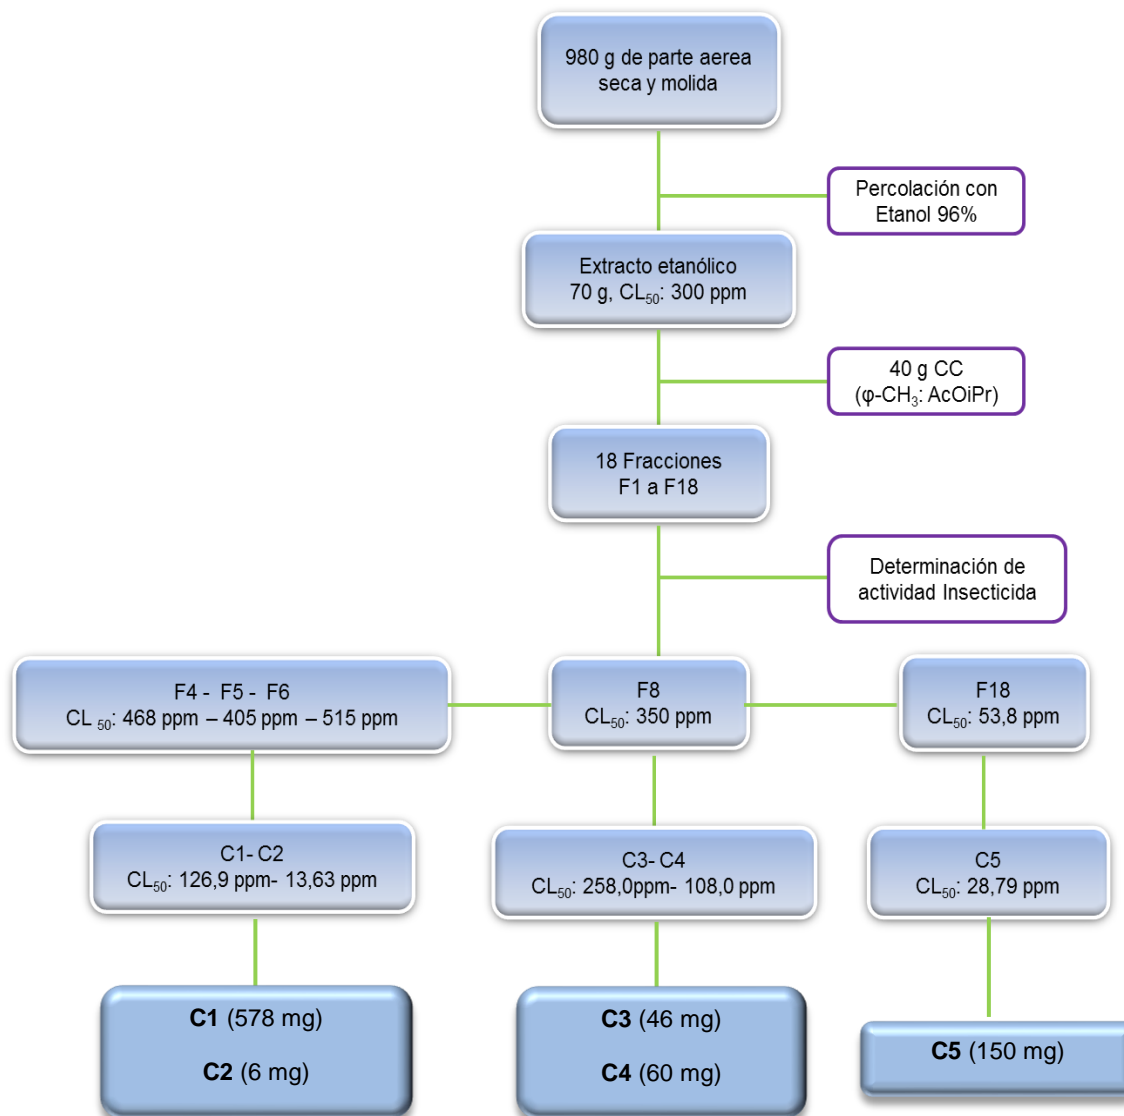 980 g de parte aerea
seca y molida
Percolación con
Etanol 96%
Extracto etanólico
70 g, CL₅₀: 300 ppm
40 g CC
(φ-CH₃: AcOiPr)
18 Fracciones
F1 a F18
Determinación de
actividad Insecticida
F4 - F5 - F6
CL ₅₀: 468 ppm – 405 ppm – 515 ppm
F8
CL₅₀: 350 ppm
F18
CL₅₀: 53,8 ppm
C1- C2
CL₅₀: 126,9 ppm- 13,63 ppm
C3- C4
CL₅₀: 258,0ppm- 108,0 ppm
C5
CL₅₀: 28,79 ppm
C1 (578 mg)
C2 (6 mg)
C3 (46 mg)
C4 (60 mg)
C5 (150 mg)